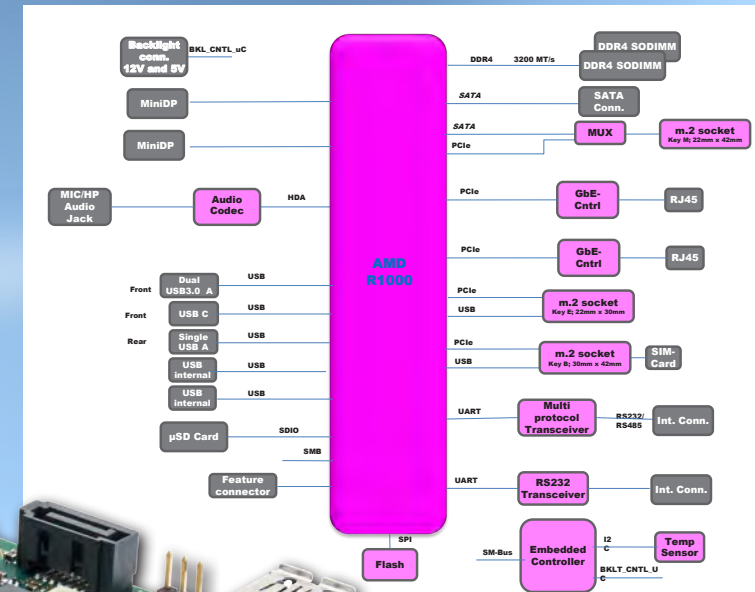 Backlight
conn.
12V and 5V
BKL_CNTL_uC
MiniDP
MiniDP
MIC/HP
Audio
Jack
Audio
Codec
HDA
Front
Dual
USB3.0 A
USB
Front
USB C
USB
Rear
Single
USB A
USB
USB
internal
USB
USB
internal
USB
µSD Card
SDIO
SMB
Feature
connector
AMD
R1000
SPI
Flash
DDR4 3200 MT/s
DDR4 SODIMM
DDR4 SODIMM
SATA
SATA
Conn.
SATA
PCIe
MUX
m.2 socket
Key M; 22mm x 42mm
PCIe
GbE-
Cntrl
RJ45
PCIe
GbE-
Cntrl
RJ45
PCIe
USB
m.2 socket
Key E; 22mm x 30mm
PCIe
USB
m.2 socket
Key B; 30mm x 42mm
SIM-
Card
UART
Multi
protocol
Transceiver
RS232/
RS485
Int. Conn.
UART
RS232
Transceiver
Int. Conn.
SM-Bus
Embedded
Controller
I2
C
Temp
Sensor
BKLT_CNTL_U
C